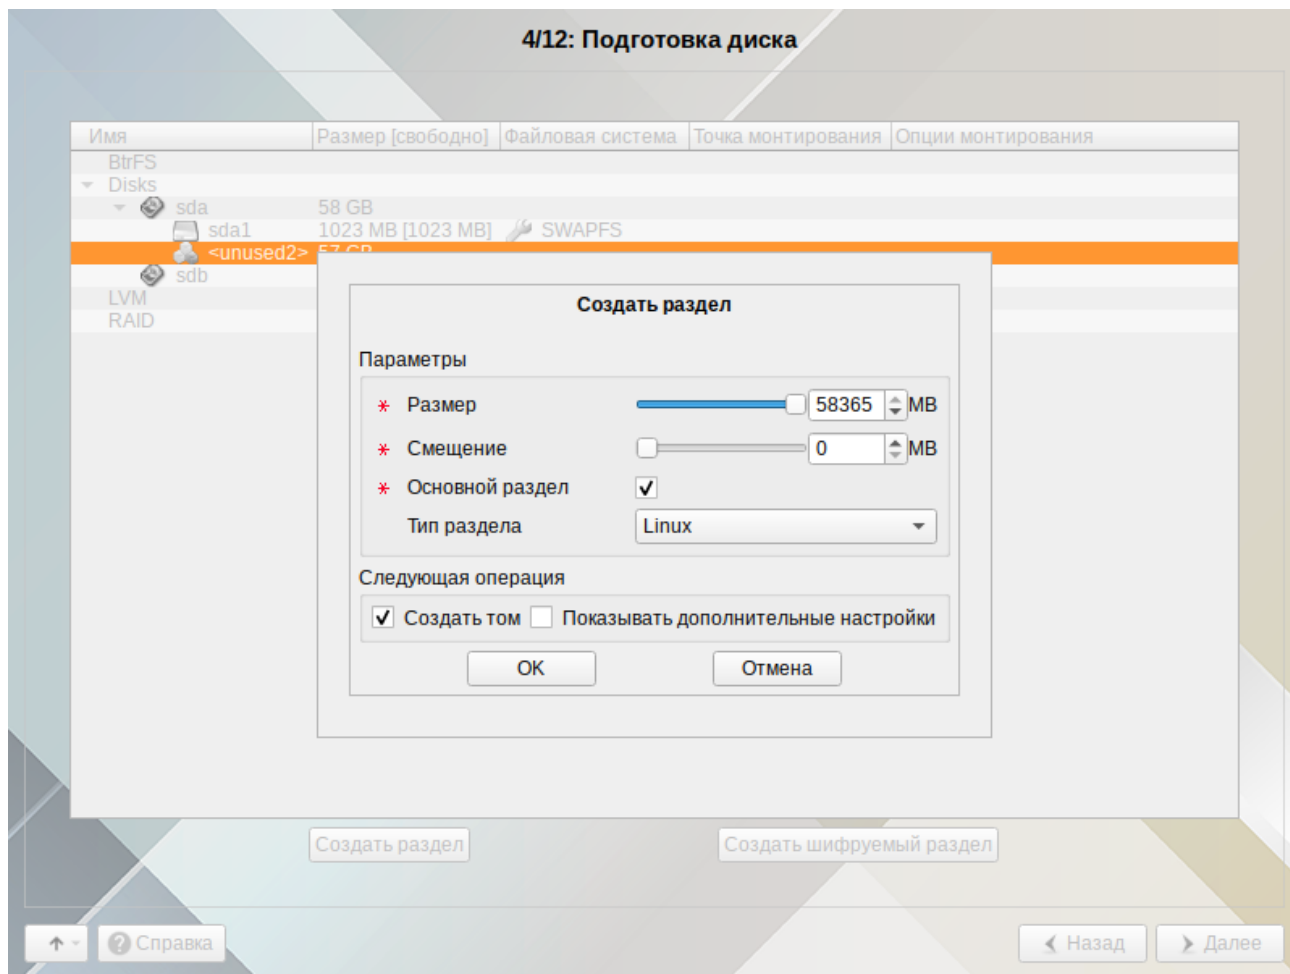 4/12: Подготовка диска
Имя Размер [свободно] Файловая система Точка монтирования Опции монтирования
BtrFS
Disks
sda 58 GB
sda1 1023 MB [1023 MB] SWAPFS
<unused2> 57 GB
sdb
LVM
RAID
Создать раздел
Параметры
Размер 58365 MB
Смещение 0 MB
Основной раздел
Тип раздела Linux
Следующая операция
Создать том Показывать дополнительные настройки
OK Отмена
Создать раздел Создать шифруемый раздел
Справка Назад Далее